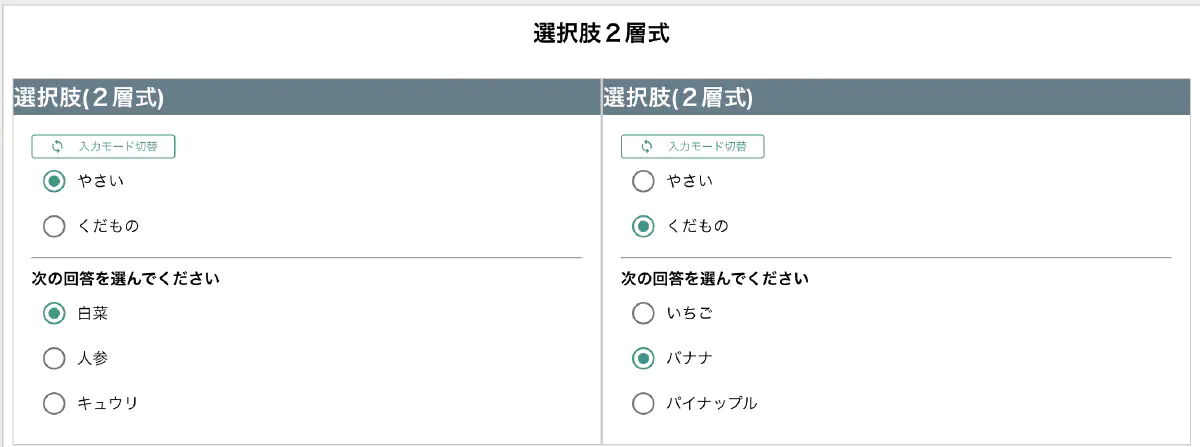 選択肢２層式
選択肢(２層式)
入力モード切替
やさい
くだもの
次の回答を選んでください
白菜
人参
キュウリ
選択肢(２層式)
入力モード切替
やさい
くだもの
次の回答を選んでください
いちご
バナナ
パイナップル